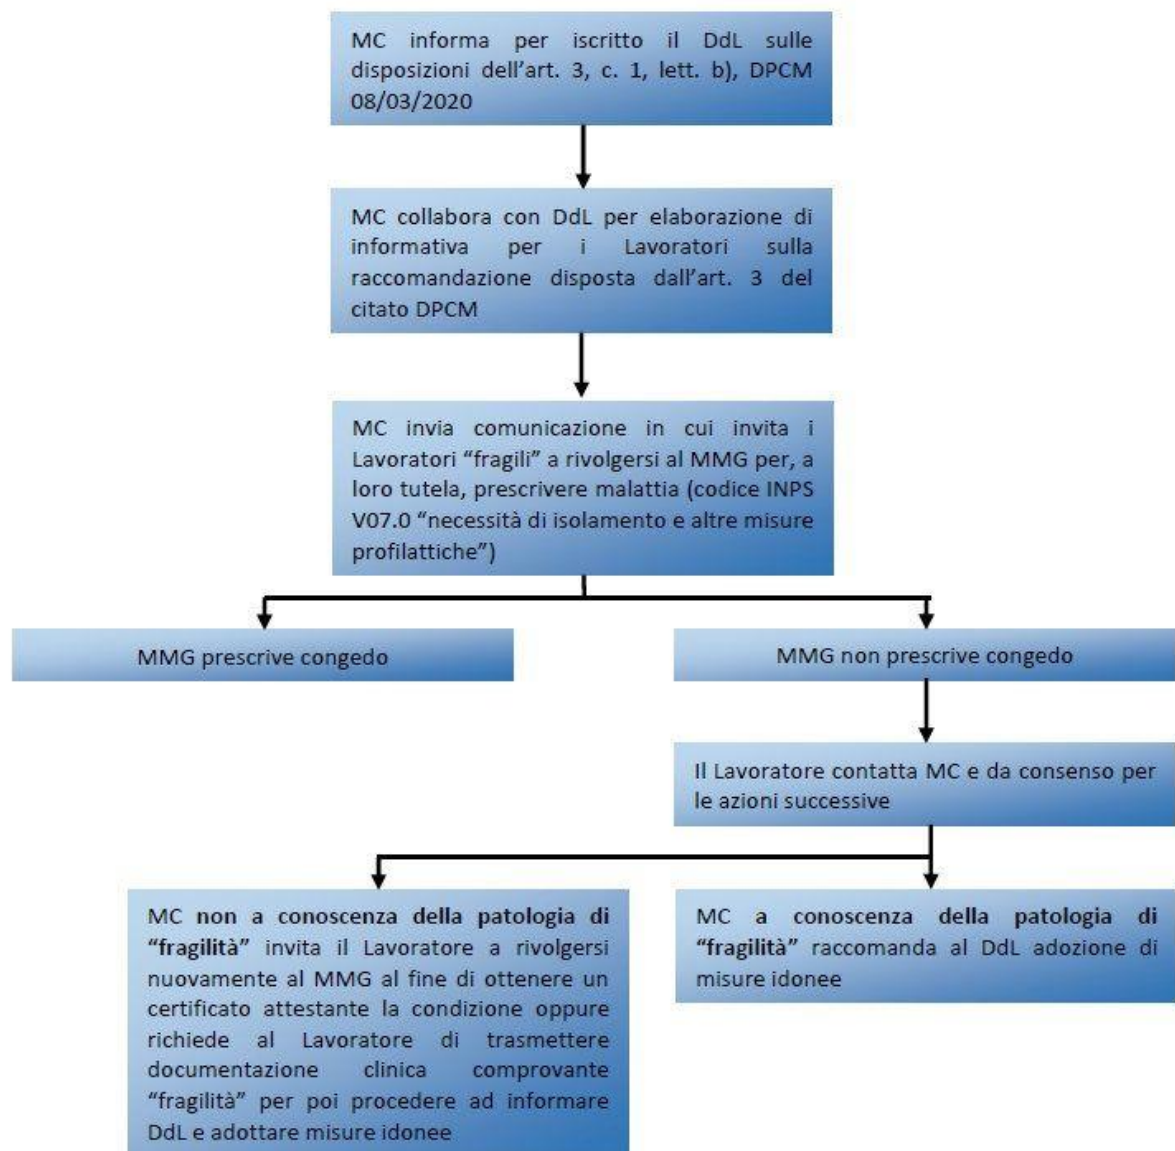 MC informa per iscritto il DdL sulle
disposizioni dell’art. 3, c. 1, lett. b), DPCM
08/03/2020
MC collabora con DdL per elaborazione di
informativa per i Lavoratori sulla
raccomandazione disposta dall’art. 3 del
citato DPCM
MC invia comunicazione in cui invita i
Lavoratori “fragili” a rivolgersi al MMG per, a
loro tutela, prescrivere malattia (codice INPS
V07.0 “necessità di isolamento e altre misure
profilattiche”)
MMG prescrive congedo
MMG non prescrive congedo
Il Lavoratore contatta MC e da consenso per
le azioni successive
MC non a conoscenza della patologia di
“fragilità” invita il Lavoratore a rivolgersi
nuovamente al MMG al fine di ottenere un
certificato attestante la condizione oppure
richiede al Lavoratore di trasmettere
documentazione clinica comprovante
“fragilità” per poi procedere ad informare
DdL e adottare misure idonee
MC a conoscenza della patologia di
“fragilità” raccomanda al DdL adozione di
misure idonee